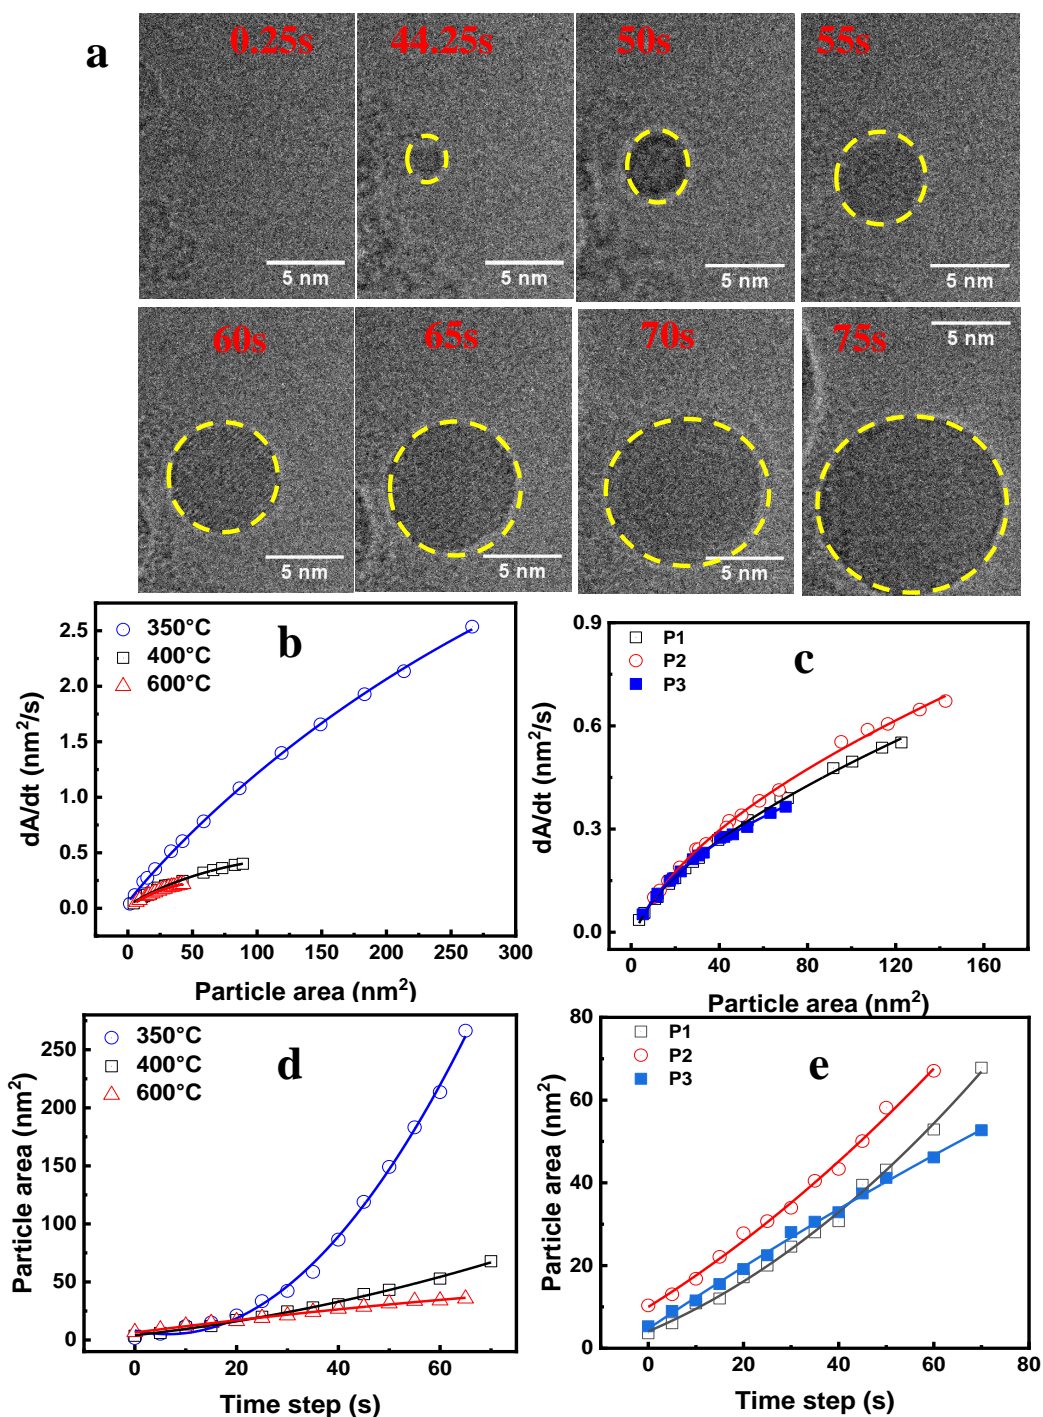 a
0.25s
44.25s
50s
55s
5 nm
5 nm
5 nm
5 nm
60s
65s
70s
75s
5 nm
5 nm
5 nm
5 nm
b
350°C
400°C
600°C
dA/dt (nm²/s)
2.5
2.0
1.5
1.0
0.5
0.0
0 50 100 150 200 250 300
Particle area (nm²)
c
P1
P2
P3
dA/dt (nm²/s)
0.9
0.6
0.3
0.0
0 40 80 120 160
Particle area (nm²)
d
350°C
400°C
600°C
Particle area (nm²)
250
200
150
100
50
0
0 20 40 60
Time step (s)
e
P1
P2
P3
Particle area (nm²)
80
60
40
20
0
0 20 40 60 80
Time step (s)